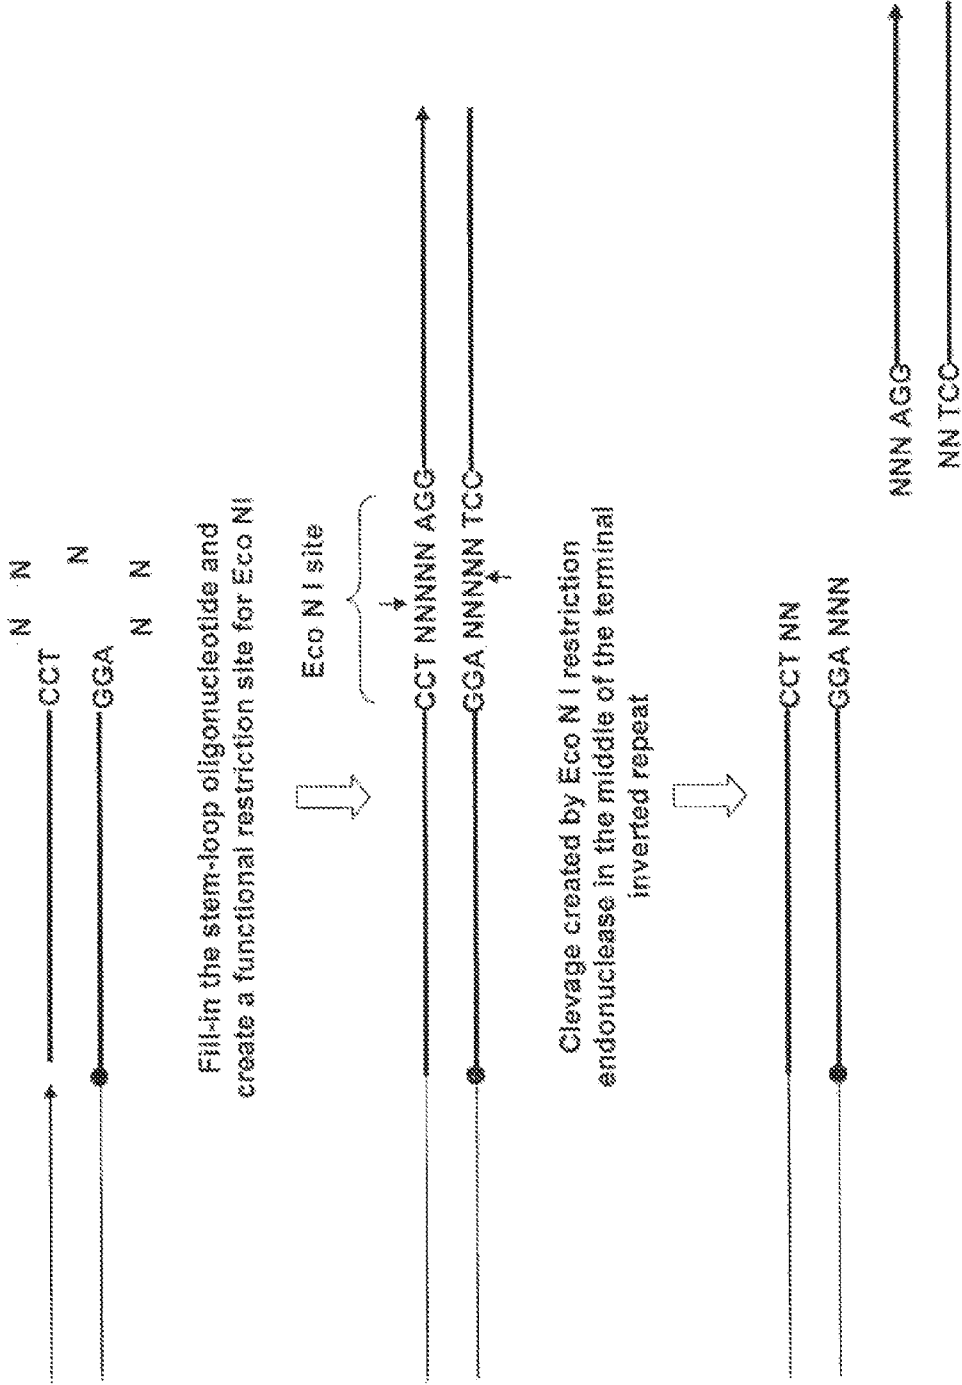 N N
CCT N
GGA N N
Fill-in the stem-loop oligonucleotide and
create a functional restriction site for Eco NI
Eco N I site
CCT NNNNN AGG
GGA NNNNN TCC
Clevage created by Eco N I restriction
endonuclease in the middle of the terminal
inverted repeat
CCT NN
GGA NNN
NNN AGG
NN TCC